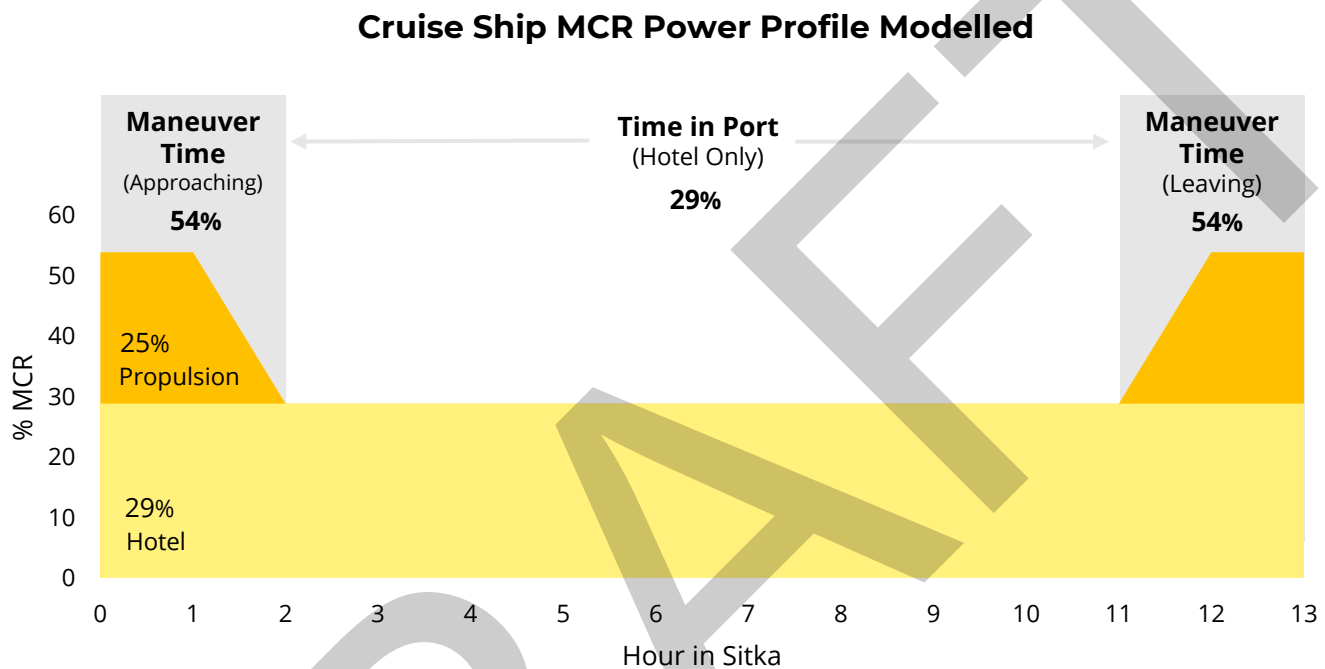 Cruise Ship MCR Power Profile Modelled
Maneuver
Time
(Approaching)
54%
Time in Port
(Hotel Only)
29%
Maneuver
Time
(Leaving)
54%
60
50
40
30
20
10
0
% MCR
25%
Propulsion
29%
Hotel
0 1 2 3 4 5 6 7 8 9 10 11 12 13
Hour in Sitka
DRAFT